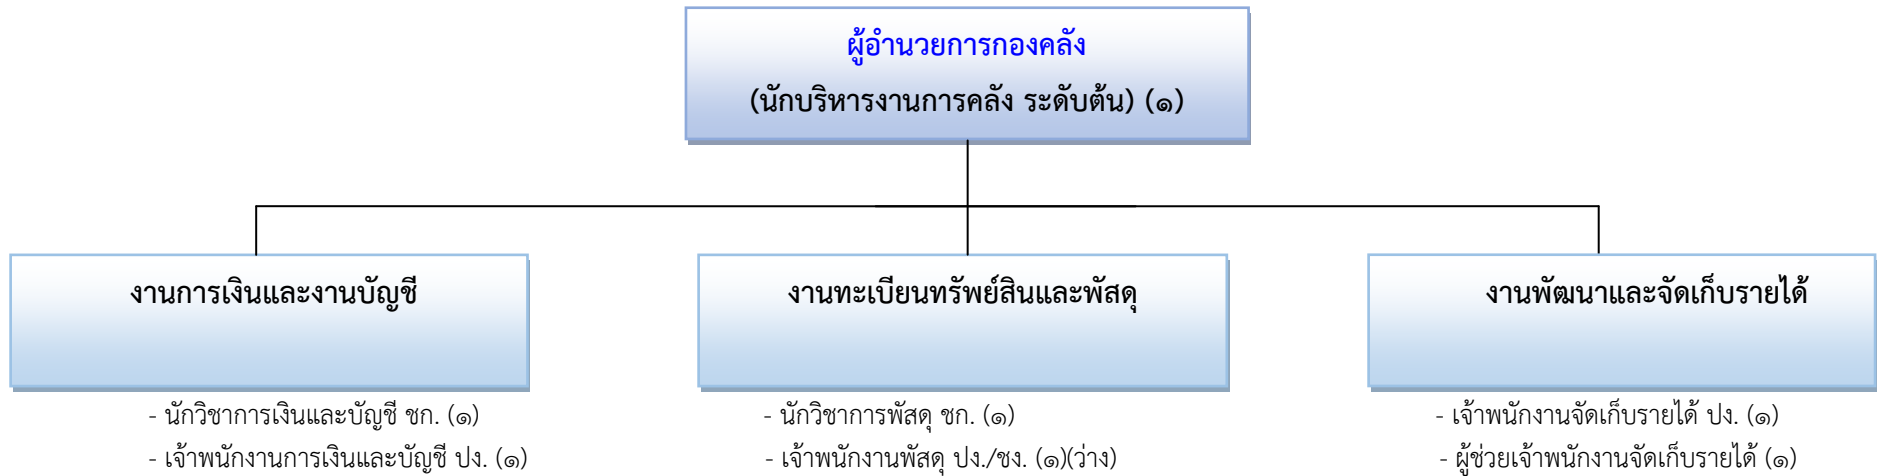 ผู้อำนวยการกองคลัง
(นักบริหารงานการคลัง ระดับต้น) (๑)
งานการเงินและงานบัญชี
- นักวิชาการเงินและบัญชี ชก. (๑)
- เจ้าพนักงานการเงินและบัญชี ปง. (๑)
งานทะเบียนทรัพย์สินและพัสดุ
- นักวิชาการพัสดุ ชก. (๑)
- เจ้าพนักงานพัสดุ ปง./ชง. (๑)(ว่าง)
งานพัฒนาและจัดเก็บรายได้
- เจ้าพนักงานจัดเก็บรายได้ ปง. (๑)
- ผู้ช่วยเจ้าพนักงานจัดเก็บรายได้ (๑)